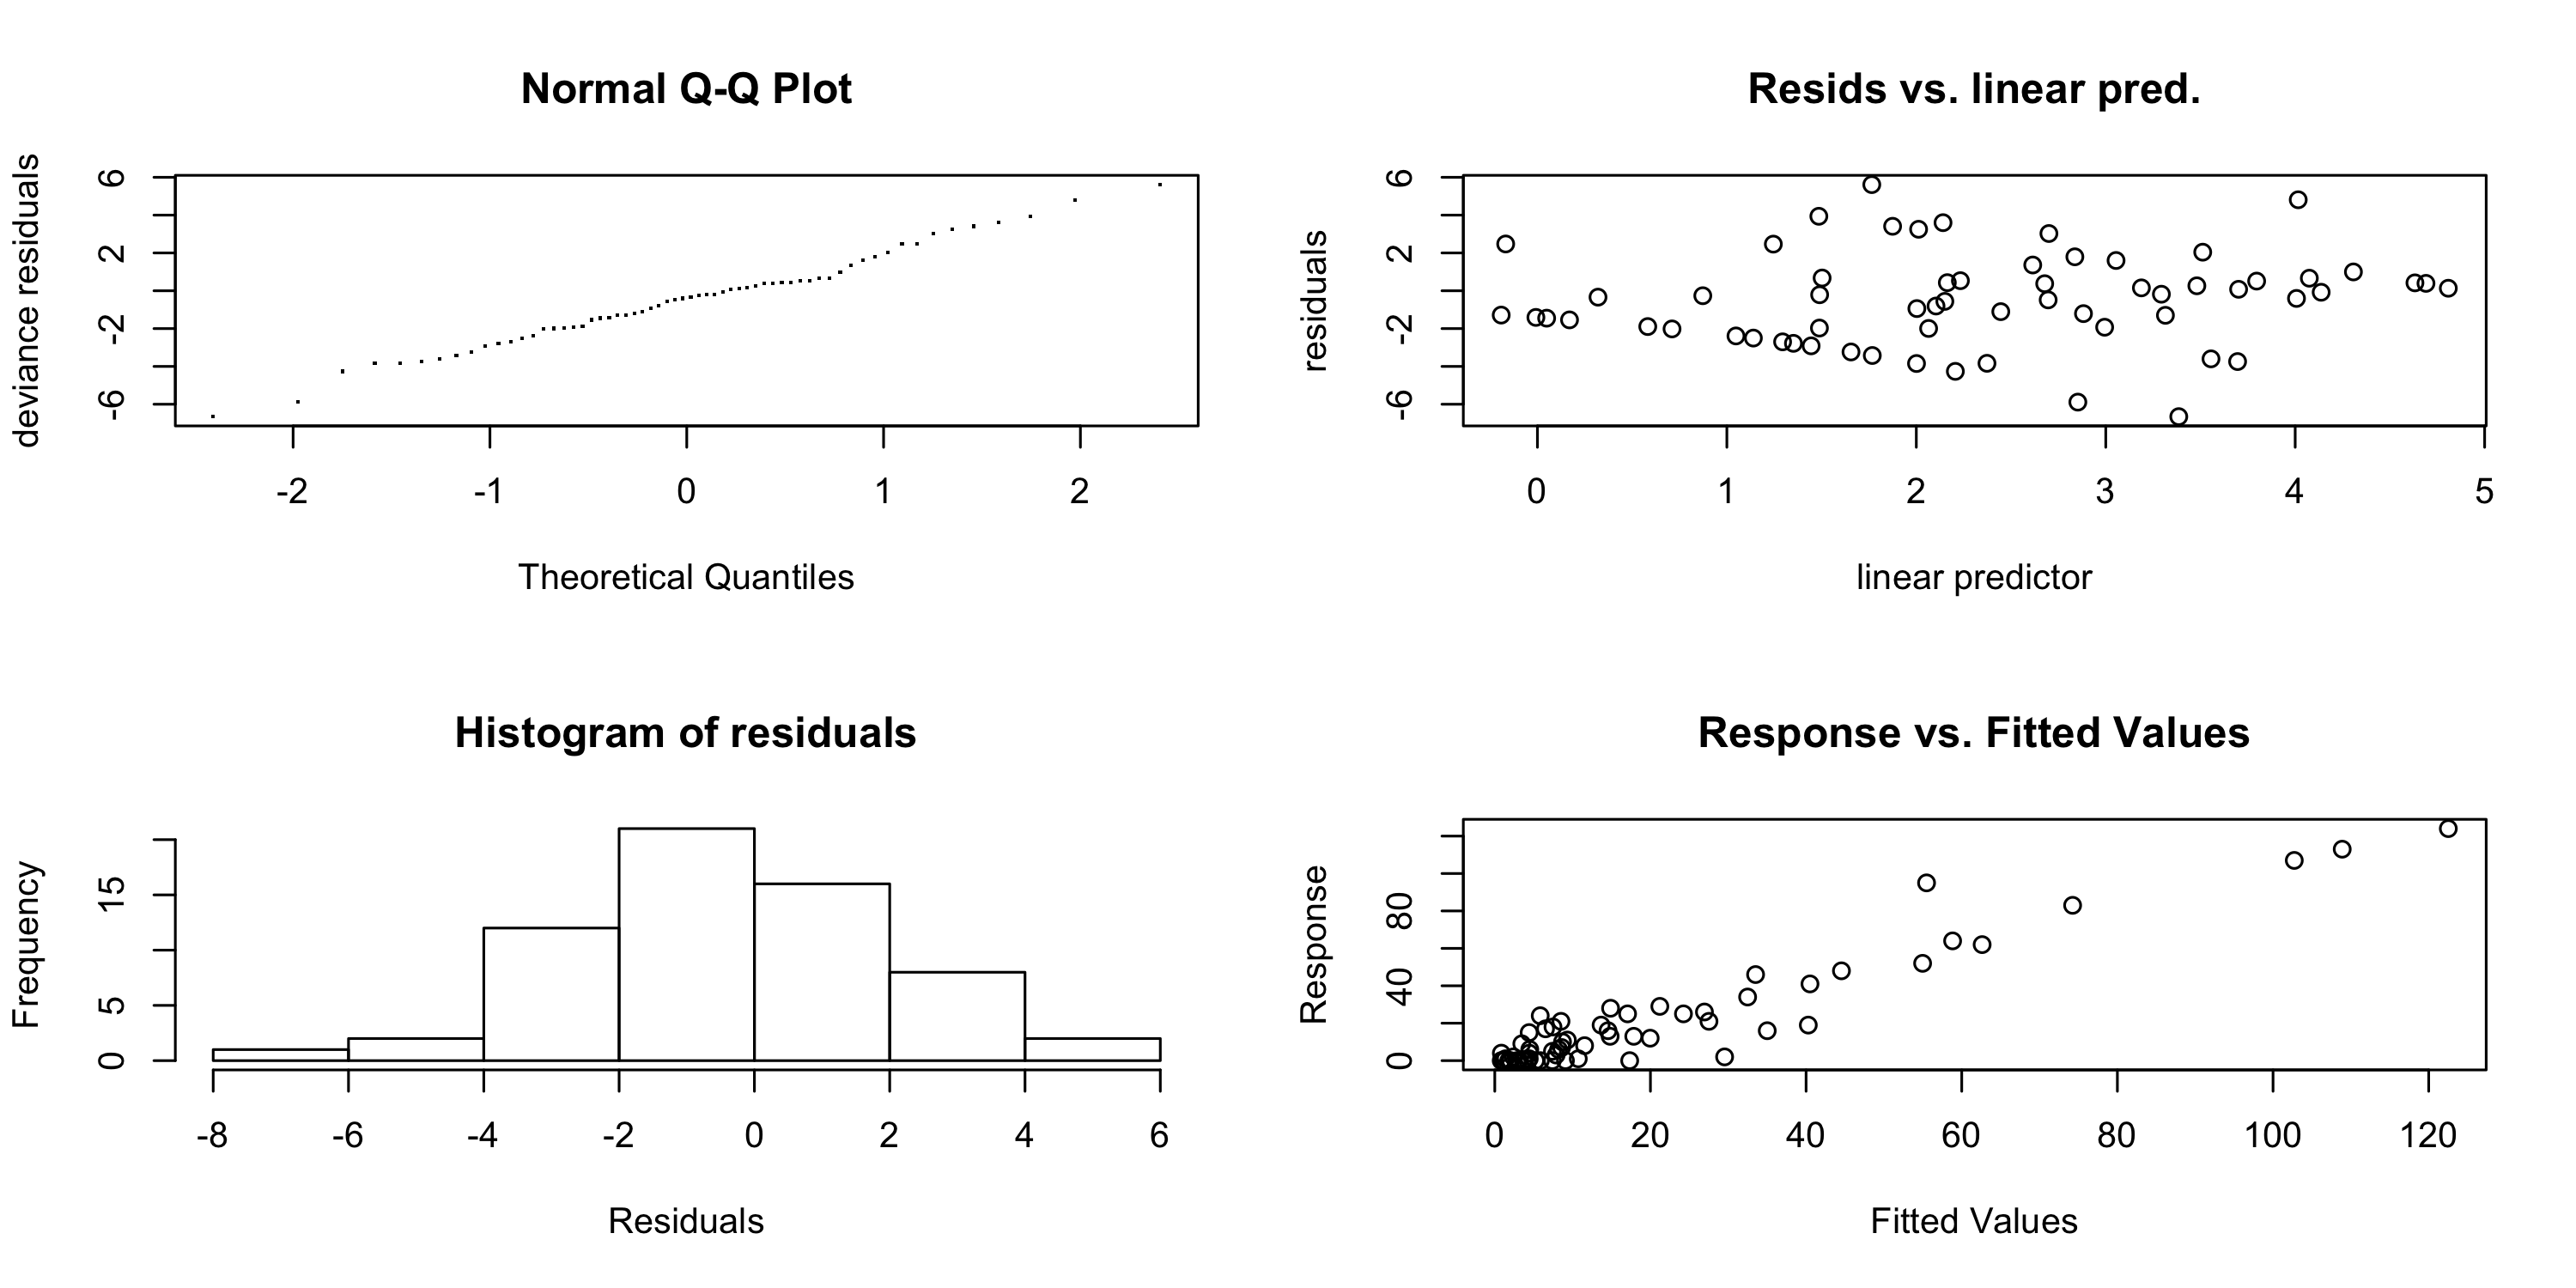 Normal Q-Q Plot
deviance residuals
6
2
-2
-6
-2 -1 0 1 2
Theoretical Quantiles
Resids vs. linear pred.
residuals
6
2
-2
-6
0 1 2 3 4 5
linear predictor
Histogram of residuals
Frequency
15
5
0
-8 -6 -4 -2 0 2 4 6
Residuals
Response vs. Fitted Values
Response
80
40
0
0 20 40 60 80 100 120
Fitted Values